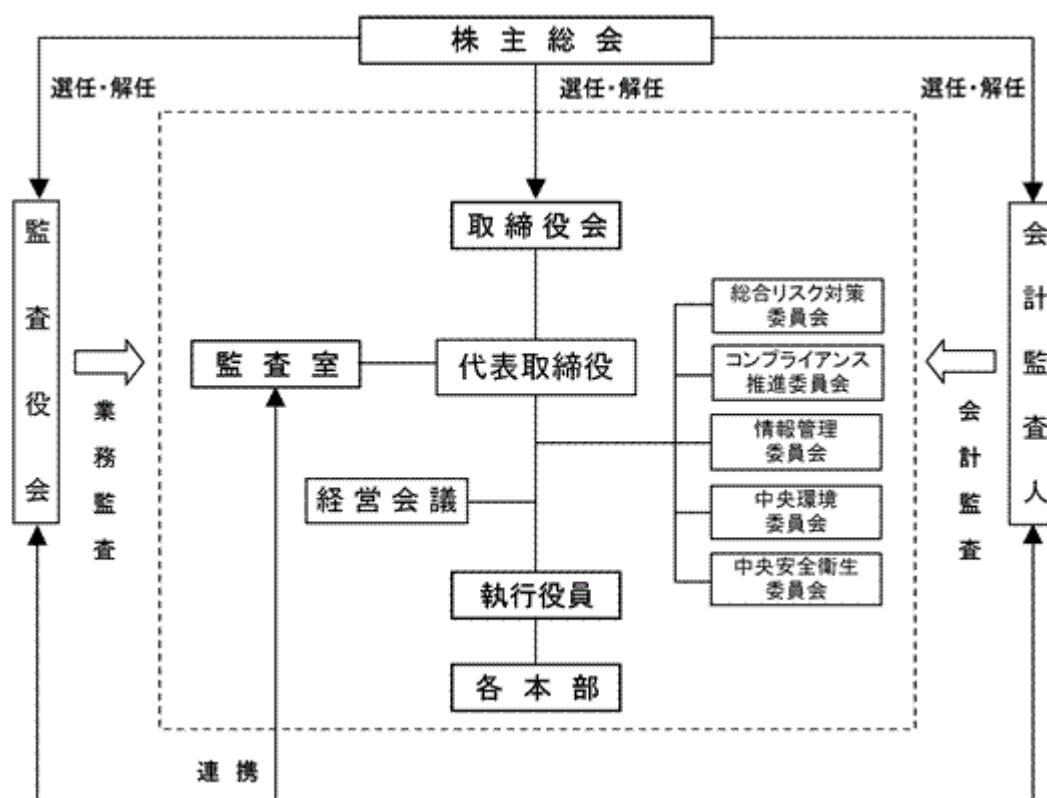 株主総会
選任・解任
選任・解任
選任・解任
取締役会
監査役会
会計監査人
総合リスク対策
委員会
監査室
代表取締役
コンプライアンス
推進委員会
業務監査
会計監査
情報管理
委員会
経営会議
中央環境
委員会
執行役員
中央安全衛生
委員会
各本部
連携